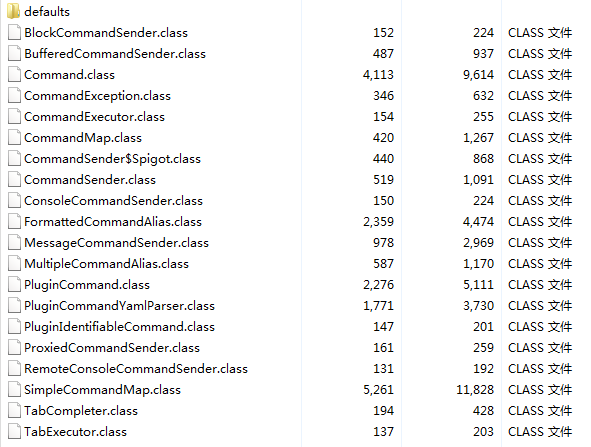 defaults
BlockCommandSender.class 152 224 CLASS 文件
BufferedCommandSender.class 487 937 CLASS 文件
Command.class 4,113 9,614 CLASS 文件
CommandException.class 346 632 CLASS 文件
CommandExecutor.class 154 255 CLASS 文件
CommandMap.class 420 1,267 CLASS 文件
CommandSender$Spigot.class 440 868 CLASS 文件
CommandSender.class 519 1,091 CLASS 文件
ConsoleCommandSender.class 150 224 CLASS 文件
FormattedCommandAlias.class 2,359 4,474 CLASS 文件
MessageCommandSender.class 978 2,969 CLASS 文件
MultipleCommandAlias.class 587 1,170 CLASS 文件
PluginCommand.class 2,276 5,111 CLASS 文件
PluginCommandYamlParser.class 1,771 3,730 CLASS 文件
PluginIdentifiableCommand.class 147 201 CLASS 文件
ProxiedCommandSender.class 161 259 CLASS 文件
RemoteConsoleCommandSender.class 131 192 CLASS 文件
SimpleCommandMap.class 5,261 11,828 CLASS 文件
TabCompleter.class 194 428 CLASS 文件
TabExecutor.class 137 203 CLASS 文件